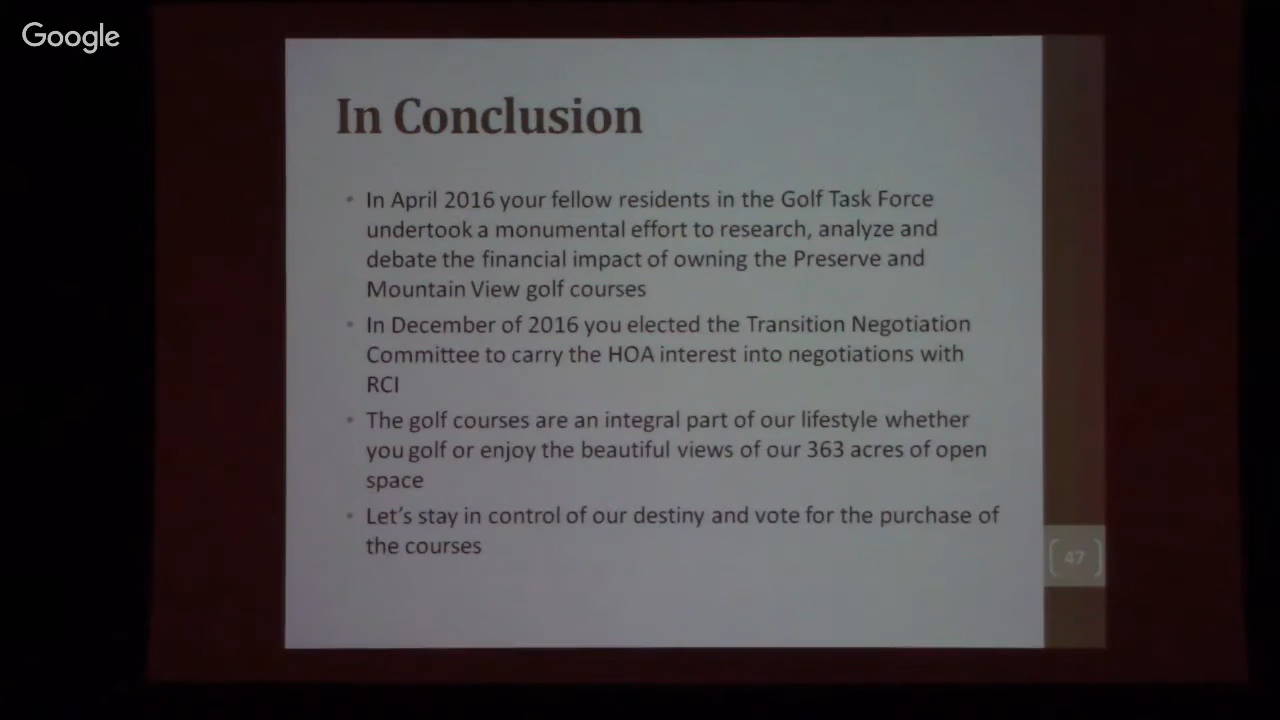 Google
In Conclusion
• In April 2016 your fellow residents in the Golf Task Force
undertook a monumental effort to research, analyze and
debate the financial impact of owning the Preserve and
Mountain View golf courses
• In December of 2016 you elected the Transition Negotiation
Committee to carry the HOA interest into negotiations with
RCI
• The golf courses are an integral part of our lifestyle whether
you golf or enjoy the beautiful views of our 363 acres of open
space
• Let's stay in control of our destiny and vote for the purchase of
the courses
47